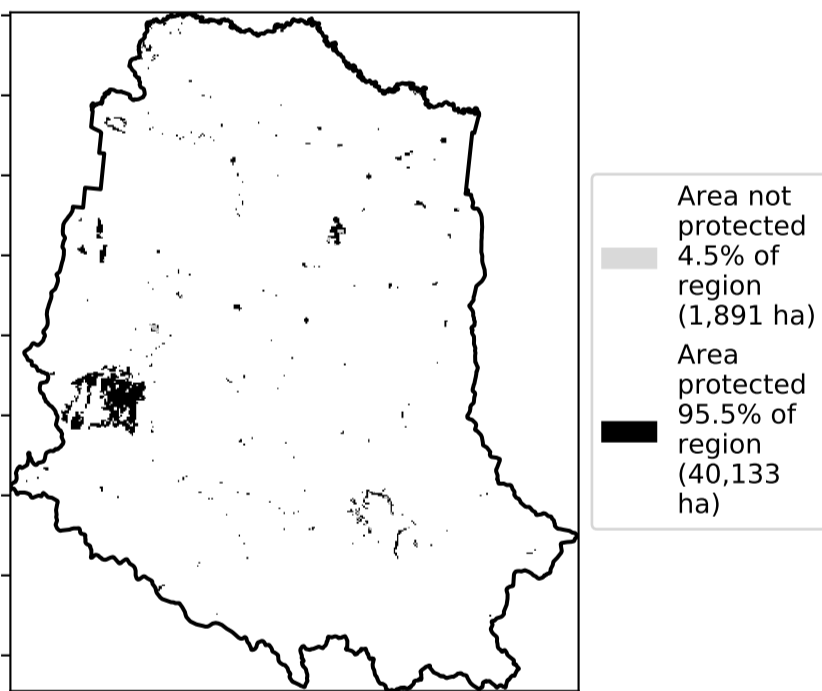 Area not
protected
4.5% of
region
(1,891 ha)
Area
protected
95.5% of
region
(40,133
ha)